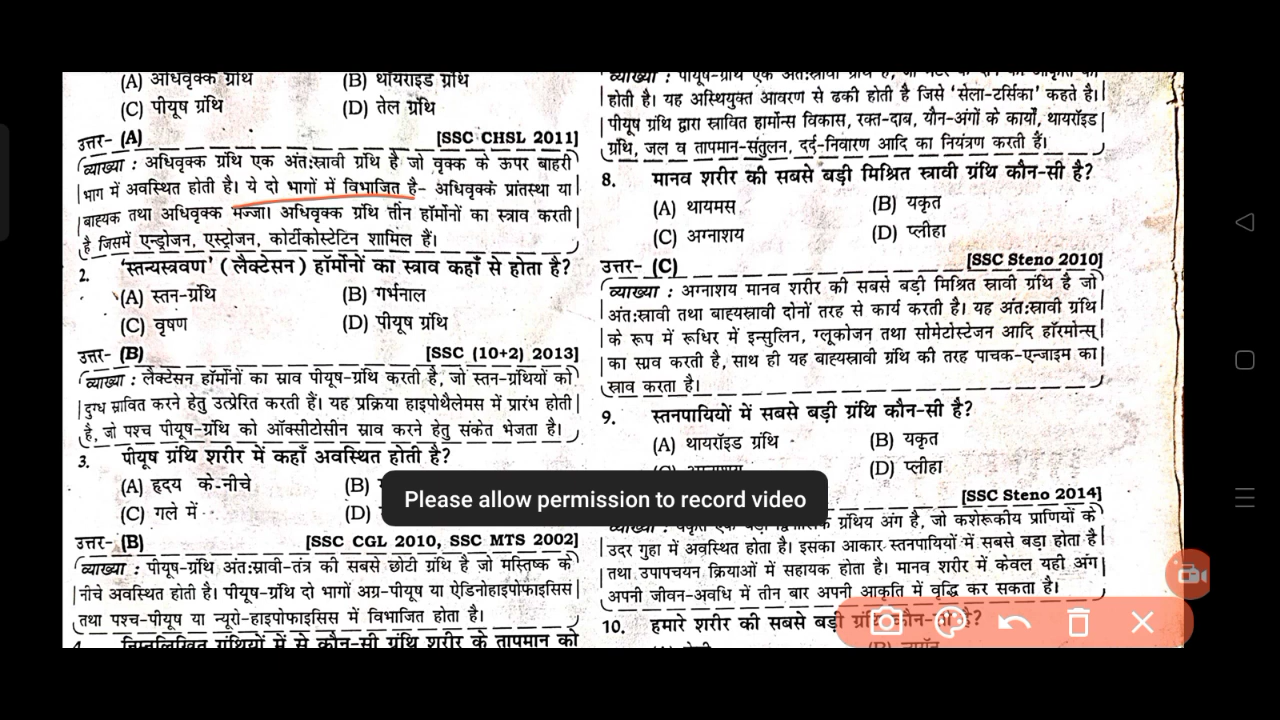 (A) अधिवृक्क ग्रंथि (B) थायराइड ग्रंथि
(C) पीयूष ग्रंथि (D) तेल ग्रंथि
उत्तर- (A) [SSC CHSL 2011]
व्याख्या : अधिवृक्क ग्रंथि एक अंत:स्रावी ग्रंथि है जो वृक्क के ऊपर बाहरी
भाग में अवस्थित होती है। ये दो भागों में विभाजित है- अधिवृक्क प्रांतस्था या
बाह्यक तथा अधिवृक्क मज्जा। अधिवृक्क ग्रंथि तीन हॉर्मोनों का स्त्राव करती
है जिसमें एन्ड्रोजन, एस्ट्रोजन, कोर्टीकोस्टेटिन शामिल हैं।
2. 'स्तन्यस्त्रवण' (लैक्टेसन) हॉर्मोनों का स्त्राव कहाँ से होता है?
(A) स्तन-ग्रंथि (B) गर्भनाल
(C) वृषण (D) पीयूष ग्रंथि
उत्तर- (B) [SSC (10+2) 2013]
व्याख्या : लैक्टेसन हॉर्मोनों का स्राव पीयूष-ग्रंथि करती है, जो स्तन-ग्रंथियों को
दुग्ध स्रावित करने हेतु उत्प्रेरित करती हैं। यह प्रक्रिया हाइपोथैलेमस में प्रारंभ होती
है, जो पश्च पीयूष-ग्रंथि को ऑक्सीटोसीन स्राव करने हेतु संकेत भेजता है।
3. पीयूष ग्रंथि शरीर में कहाँ अवस्थित होती है?
(A) हृदय के-नीचे (B)
(C) गले में (D)
उत्तर- (B) [SSC CGL 2010, SSC MTS 2002]
व्याख्या : पीयूष-ग्रंथि अंत:स्रावी-तंत्र की सबसे छोटी ग्रंथि है जो मस्तिष्क के
नीचे अवस्थित होती है। पीयूष-ग्रंथि दो भागों अग्र-पीयूष या ऐडिनोहाइपोफाइसिस
तथा पश्च-पीयूष या न्यूरो-हाइपोफाइसिस में विभाजित होता है।
निम्नलिखित ग्रंथियों में से कौन-सी ग्रंथि शरीर के तापमान को
व्याख्या : पीयूष-ग्रंथि एक अंत:स्रावी ग्रंथि है, जो मटर के
होती है। यह अस्थियुक्त आवरण से ढकी होती है जिसे 'सेला-टर्सिका' कहते है।
पीयूष ग्रंथि द्वारा स्रावित हार्मोन्स विकास, रक्त-दाब, यौन-अंगों के कार्यो, थायरॉइड
ग्रंथि, जल व तापमान-संतुलन, दर्द-निवारण आदि का नियंत्रण करती हैं।
8. मानव शरीर की सबसे बड़ी मिश्रित स्त्रावी ग्रंथि कौन-सी है?
(A) थायमस (B) यकृत
(C) अग्नाशय (D) प्लीहा
उत्तर- (C) [SSC Steno 2010]
व्याख्या : अग्नाशय मानव शरीर की सबसे बड़ी मिश्रित स्रावी ग्रंथि है जो
अंत:स्रावी तथा बाह्यस्रावी दोनों तरह से कार्य करती है। यह अंत:स्रावी ग्रंथि
के रूप में रूधिर में इन्सुलिन, ग्लूकोजन तथा सोमेटोस्टेजन आदि हॉरमोन्स
का स्राव करती है, साथ ही यह बाह्यस्रावी ग्रंथि की तरह पाचक-एन्जाइम का
स्राव करता है।
9. स्तनपायियों में सबसे बड़ी ग्रंथि कौन-सी है?
(A) थायरॉइड ग्रंथि (B) यकृत
(D) प्लीहा
Please allow permission to record video
[SSC Steno 2014]
ग्रंथिय अंग है, जो कशेरूकीय प्राणियों के
उदर गुहा में अवस्थित होता है। इसका आकार स्तनपायियों में सबसे बड़ा होता है
तथा उपापचयन क्रियाओं में सहायक होता है। मानव शरीर में केवल यही अंग
अपनी जीवन-अवधि में तीन बार अपनी आकृति में वृद्धि कर सकता है।
10. हमारे शरीर की सबसे बड़ी ग्रंथि कौन-सी है?